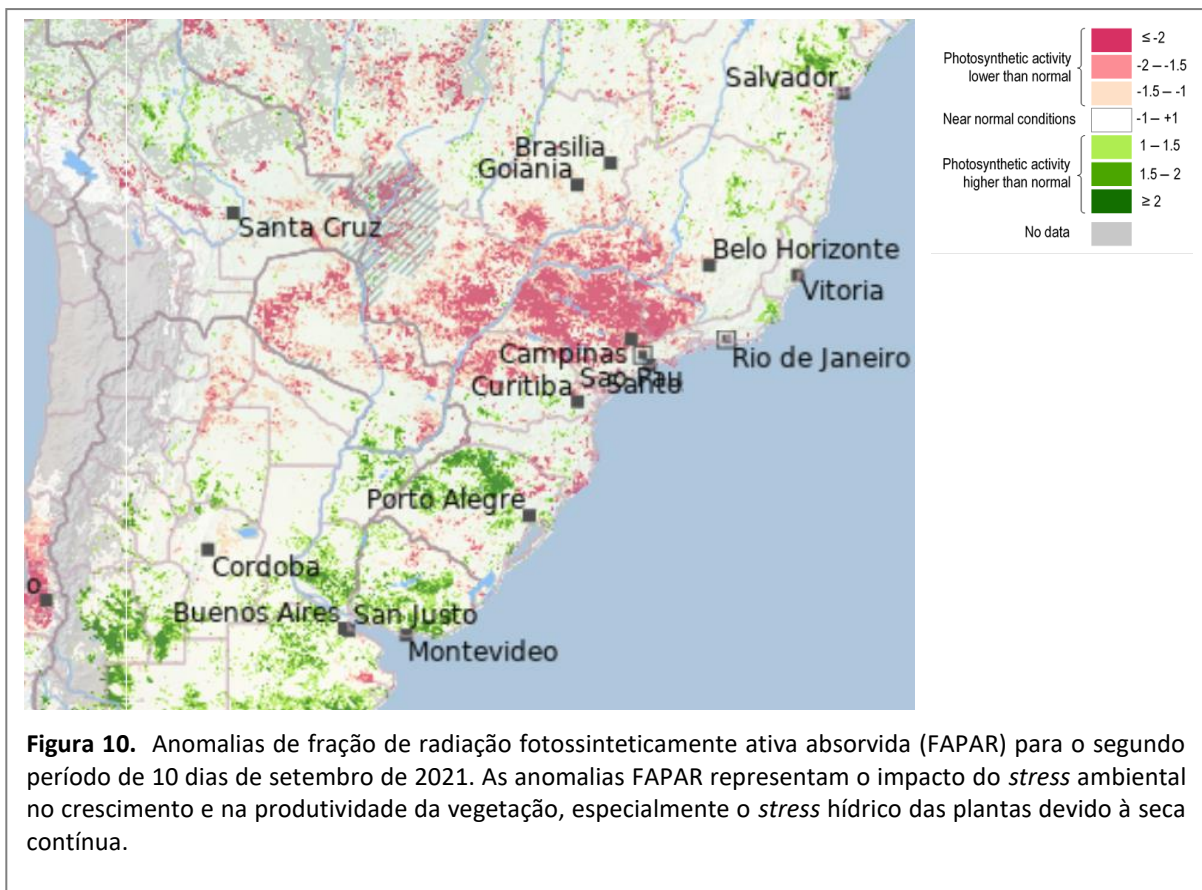 Salvador
Brasilia
Goiania
Santa Cruz
Belo Horizonte
Vitoria
Campinas
Rio de Janeiro
Curitiba
Porto Alegre
o
Cordoba
Buenos Aires
San Justo
Montevideo
Photosynthetic activity
lower than normal
≤ -2
-2 – -1.5
-1.5 – -1
Near normal conditions
-1 – +1
Photosynthetic activity
higher than normal
1 – 1.5
1.5 – 2
≥ 2
No data
Figura 10. Anomalias de fração de radiação fotossinteticamente ativa absorvida (FAPAR) para o segundo
período de 10 dias de setembro de 2021. As anomalias FAPAR representam o impacto do stress ambiental
no crescimento e na produtividade da vegetação, especialmente o stress hídrico das plantas devido à seca
contínua.